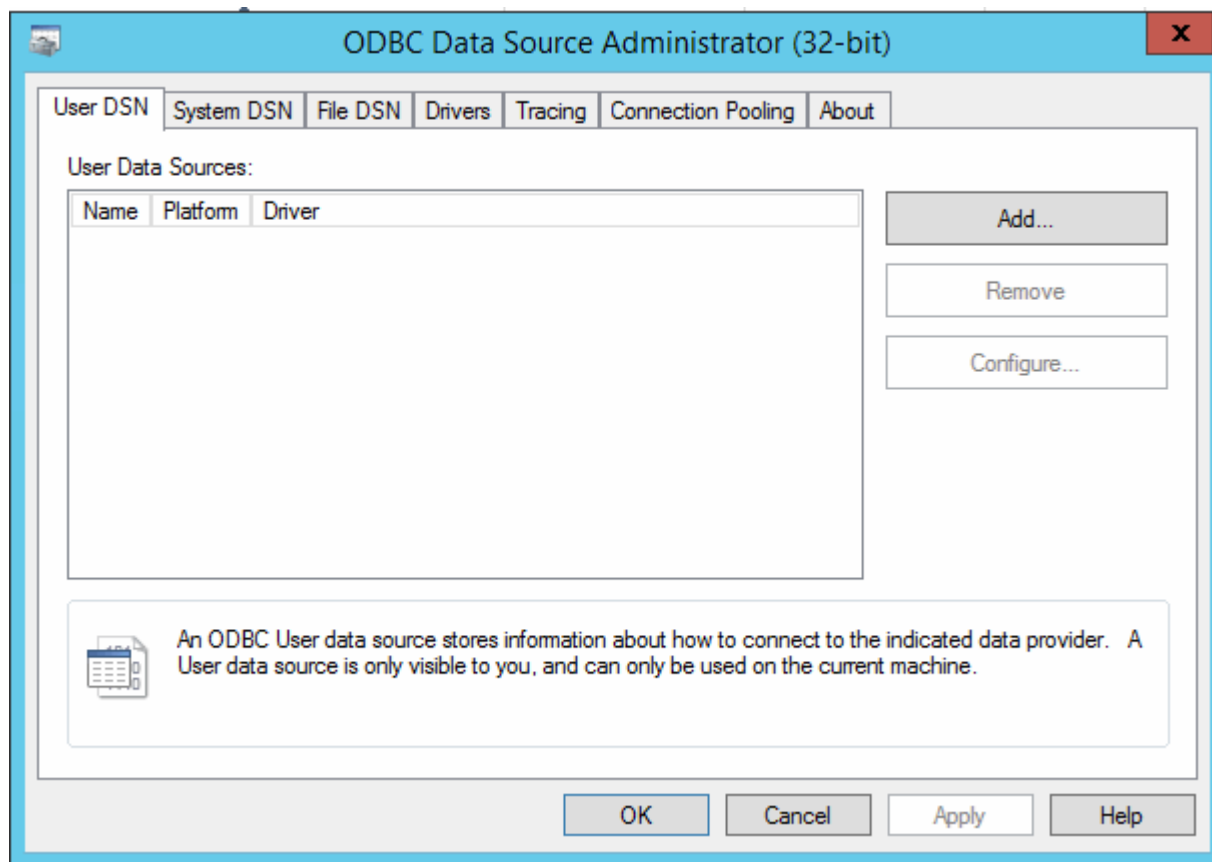 ODBC Data Source Administrator (32-bit)
x
User DSN System DSN File DSN Drivers Tracing Connection Pooling About
User Data Sources:
Name Platform Driver
Add...
Remove
Configure...
An ODBC User data source stores information about how to connect to the indicated data provider. A
User data source is only visible to you, and can only be used on the current machine.
OK Cancel Apply Help